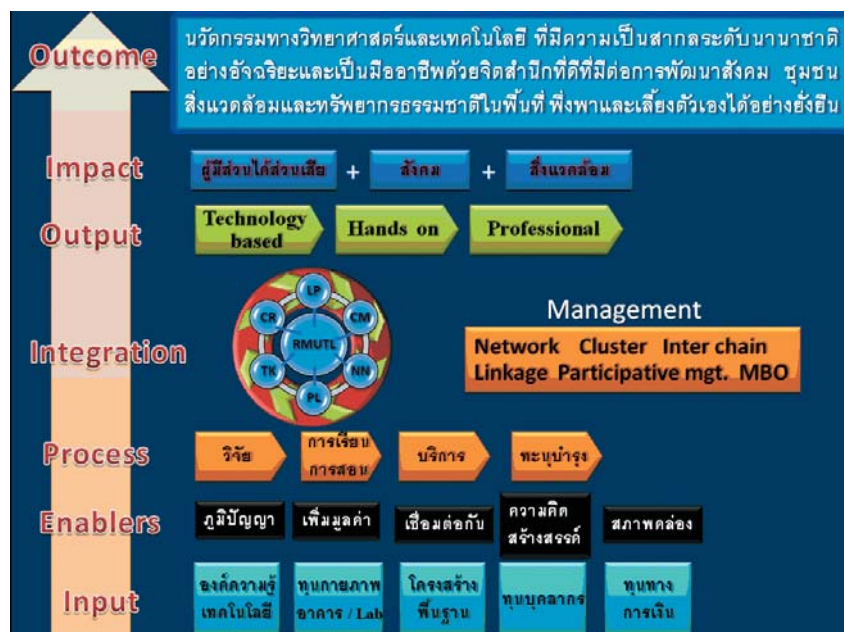 Outcome
นวัตกรรมทางวิทยาศาสตร์และเทคโนโลยี ที่มีความเป็นสากลระดับนานาชาติ
อย่างอัจฉริยะและเป็นมืออาชีพด้วยจิตสำนึกที่ดีที่มีต่อการพัฒนาสังคม ชุมชน
สิ่งแวดล้อมและทรัพยากรธรรมชาติในพื้นที่ พึ่งพาและเลี้ยงตัวเองได้อย่างยั่งยืน
Impact
ผู้มีส่วนได้ส่วนเสีย + สังคม + สิ่งแวดล้อม
Output
Technology
based
Hands on
Professional
Integration
LP
CR
CM
RMUTL
TK
NN
PL
Management
Network Cluster Inter chain
Linkage Participative mgt. MBO
Process
วิจัย
การเรียน
การสอน
บริการ
ทะนุบำรุง
Enablers
ภูมิปัญญา
เพิ่มมูลค่า
เชื่อมต่อกัน
ความคิด
สร้างสรรค์
สภาพคล่อง
Input
องค์ความรู้
เทคโนโลยี
ทุนกายภาพ
อาคาร / Lab
โครงสร้าง
พื้นฐาน
ทุนบุคลากร
ทุนทาง
การเงิน